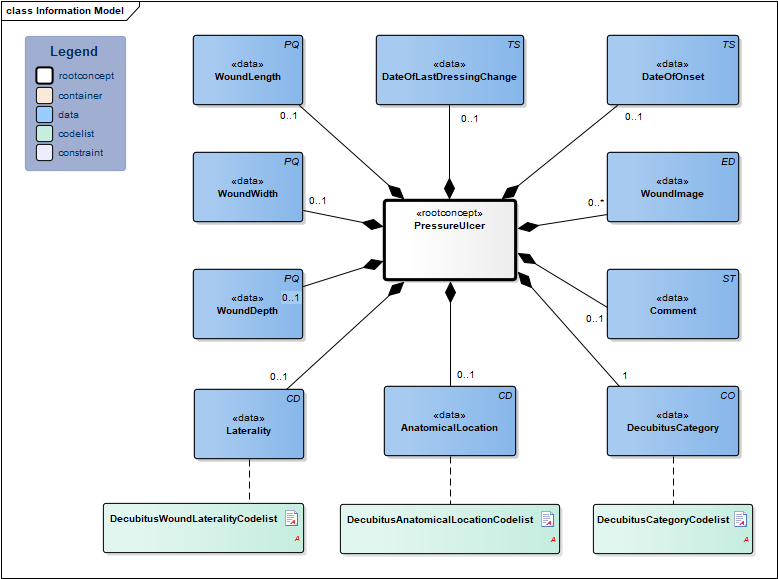 class Information Model
Legend
rootconcept
container
data
codelist
constraint
PQ
«data»
WoundLength
0..1
TS
«data»
DateOfLastDressingChange
0..1
TS
«data»
DateOfOnset
0..1
PQ
«data»
WoundWidth
0..1
«rootconcept»
PressureUlcer
ED
«data»
WoundImage
0..*
PQ
«data»
WoundDepth
0..1
ST
«data»
Comment
0..1
CD
«data»
Laterality
0..1
CD
«data»
AnatomicalLocation
0..1
CO
«data»
DecubitusCategory
1
DecubitusWoundLateralityCodelist
A
DecubitusAnatomicalLocationCodelist
A
DecubitusCategoryCodelist
A